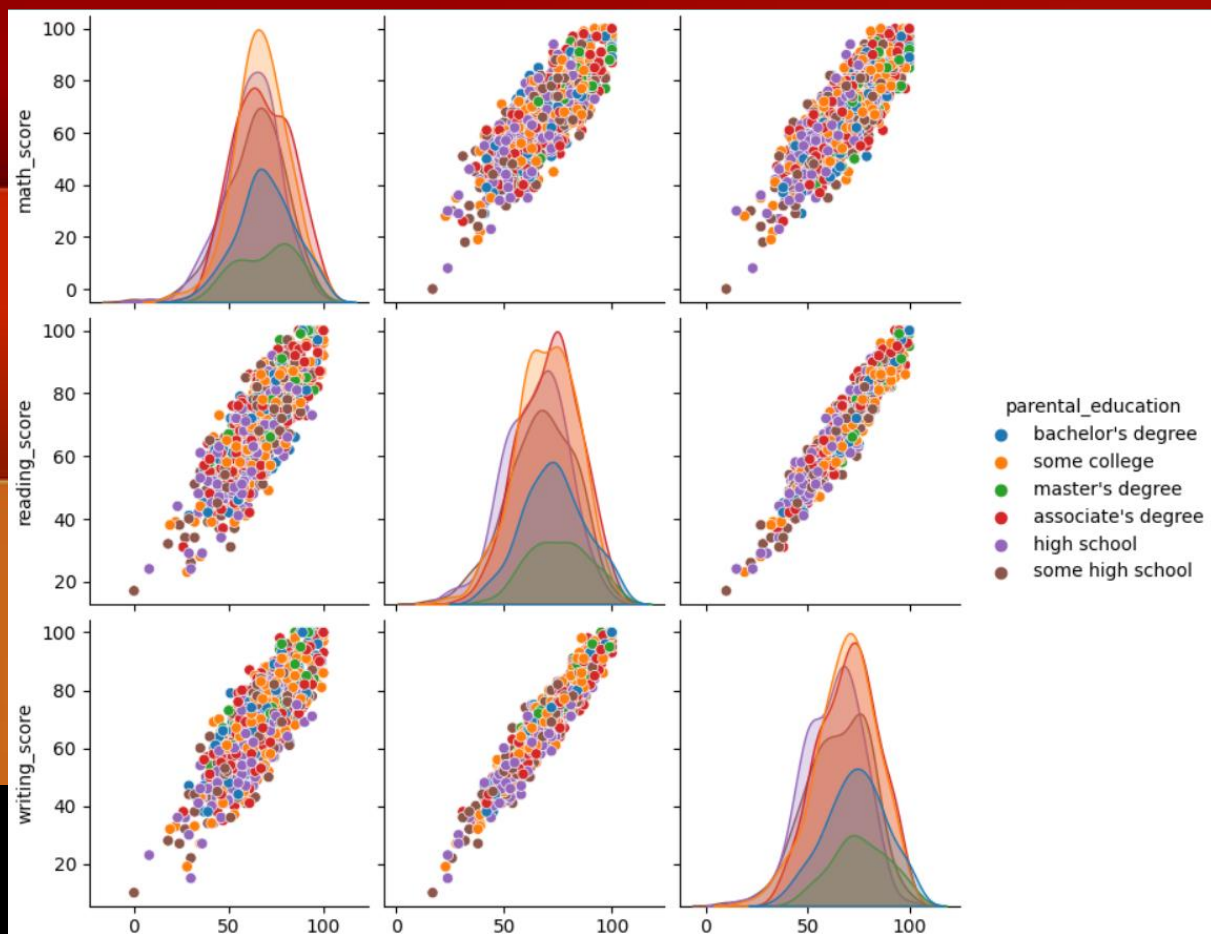 100
80
60
40
20
0
math_score
100
80
60
40
20
reading_score
100
80
60
40
20
writing_score
0 50 100
0 50 100
0 50 100
parental_education
bachelor's degree
some college
master's degree
associate's degree
high school
some high school